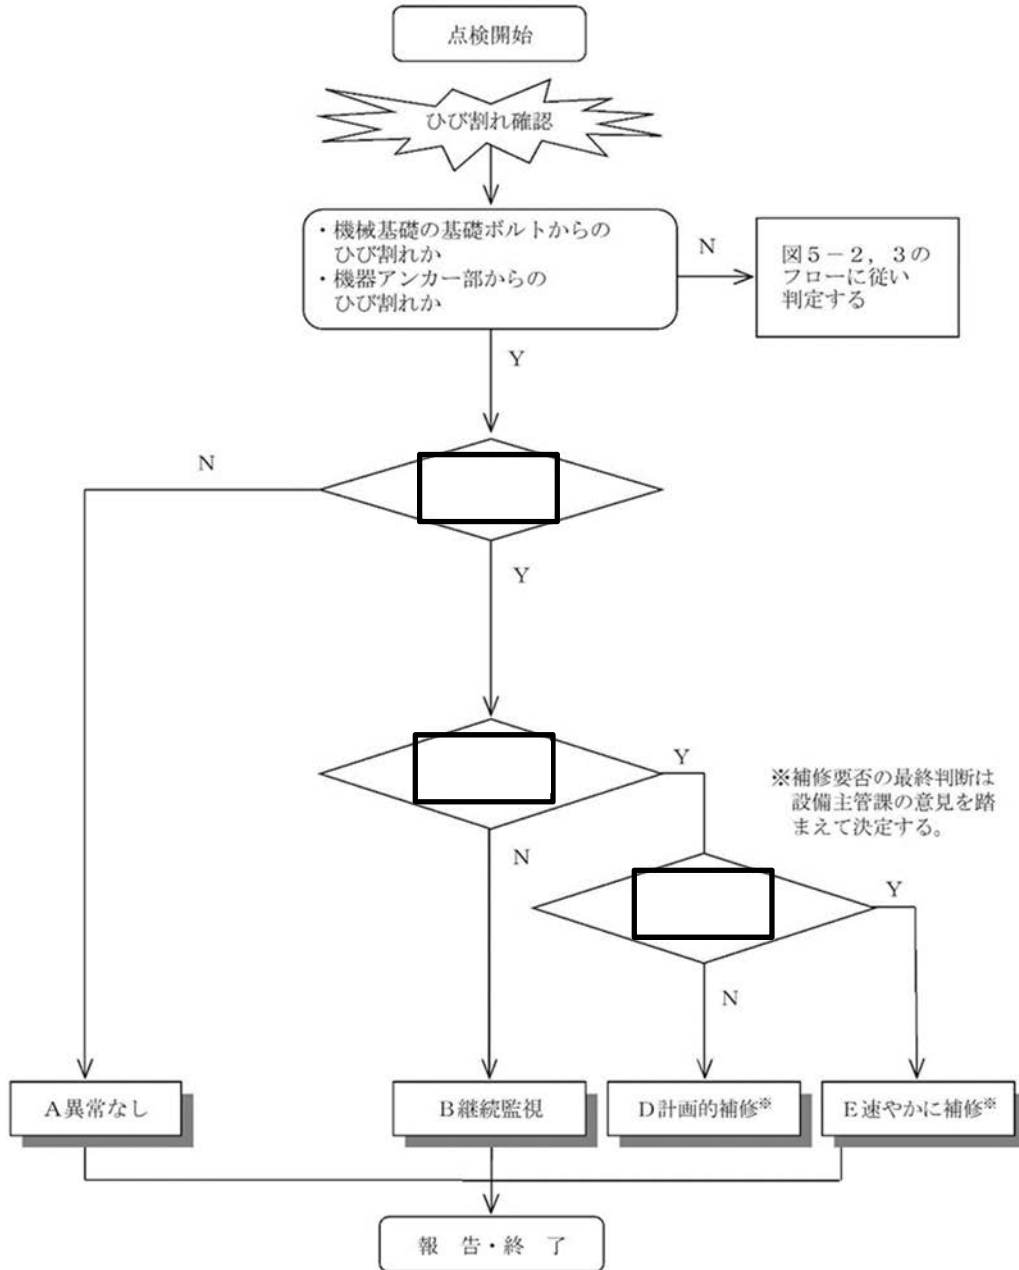 点検開始
ひび割れ確認
・機械基礎の基礎ボルトからの
ひび割れか
・機器アンカー部からの
ひび割れか
N
図5-2,3の
フローに従い
判定する
Y
N
Y
Y
※補修要否の最終判断は
設備主管課の意見を踏
まえて決定する。
N
Y
N
A異常なし
B継続監視
D計画的補修※
E速やかに補修※
報 告・終 了